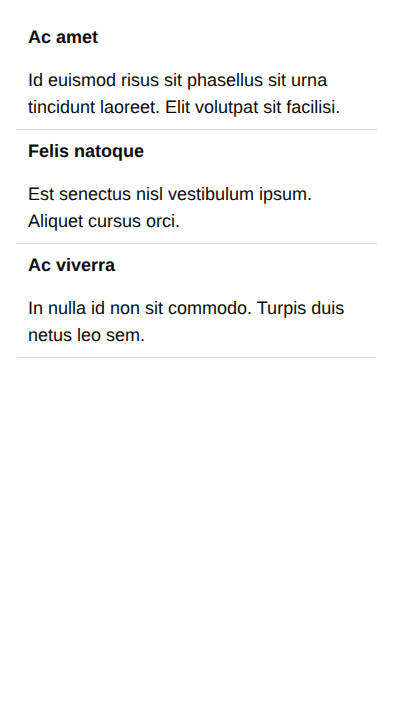 Ac amet
Id euismod risus sit phasellus sit urna
tincidunt laoreet. Elit volutpat sit facilisi.
Felis natoque
Est senectus nisl vestibulum ipsum.
Aliquet cursus orci.
Ac viverra
In nulla id non sit commodo. Turpis duis
netus leo sem.